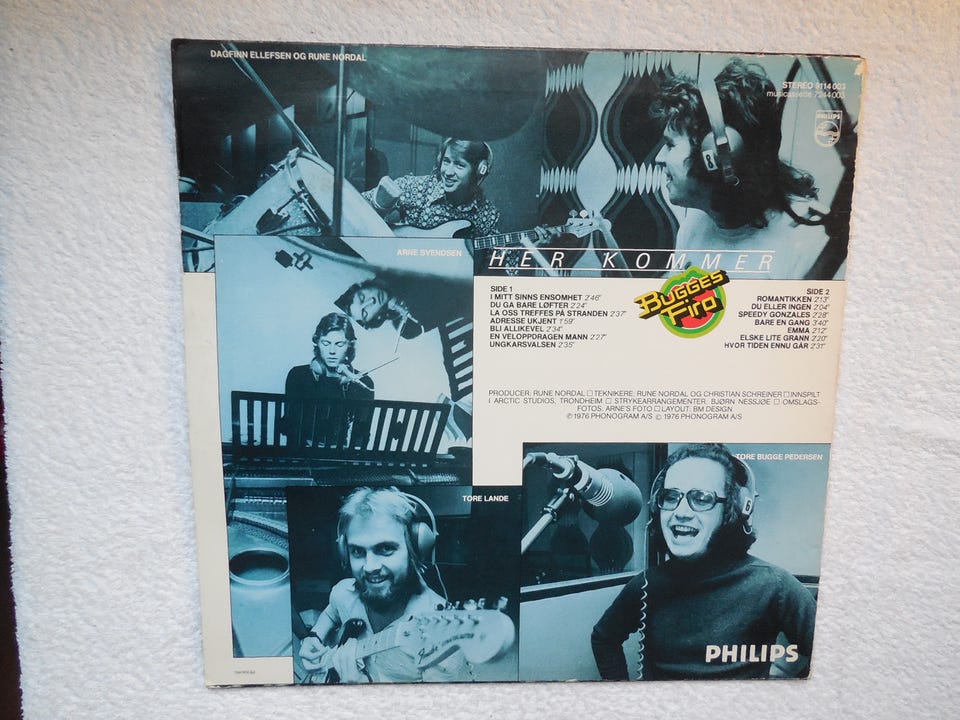 DAGFINN ELLEFSEN OG RUNE NORDAL
STEREO 9114 003
musicassette 7244 003
PHILIPS
8
ARNE SVENDSEN
HER KOMMER
BUGGES
FIRO
SIDE 1
I MITT SINNS ENSOMHET 2'46"
DU GA BARE LØFTER 2'24"
LA OSS TREFFES PÅ STRANDEN 2'37"
ADRESSE UKJENT 1'59"
BLI ALLIKEVEL 2'34"
EN VELOPPDRAGEN MANN 2'27"
UNGKARSVALSEN 2'35"
SIDE 2
ROMANTIKKEN 2'13"
DU ELLER INGEN 2'04"
SPEEDY GONZALES 2'28"
BARE EN GANG 3'40"
EMMA 2'12"
ELSKE LITE GRANN 2'20"
HVOR TIDEN ENNU GÅR 2'31"
PRODUCER: RUNE NORDAL □ TEKNIKERE: RUNE NORDAL OG CHRISTIAN SCHREINER □ INNSPILT
I ARCTIC STUDIOS, TRONDHEIM □ STRYKEARRANGEMENTER: BJØRN NESSJØE □ OMSLAGS-
FOTOS: ARNE'S FOTO □ LAYOUT: BM DESIGN
℗ 1976 PHONOGRAM A/S © 1976 PHONOGRAM A/S
TORE BUGGE PEDERSEN
6
TORE LANDE
PHILIPS